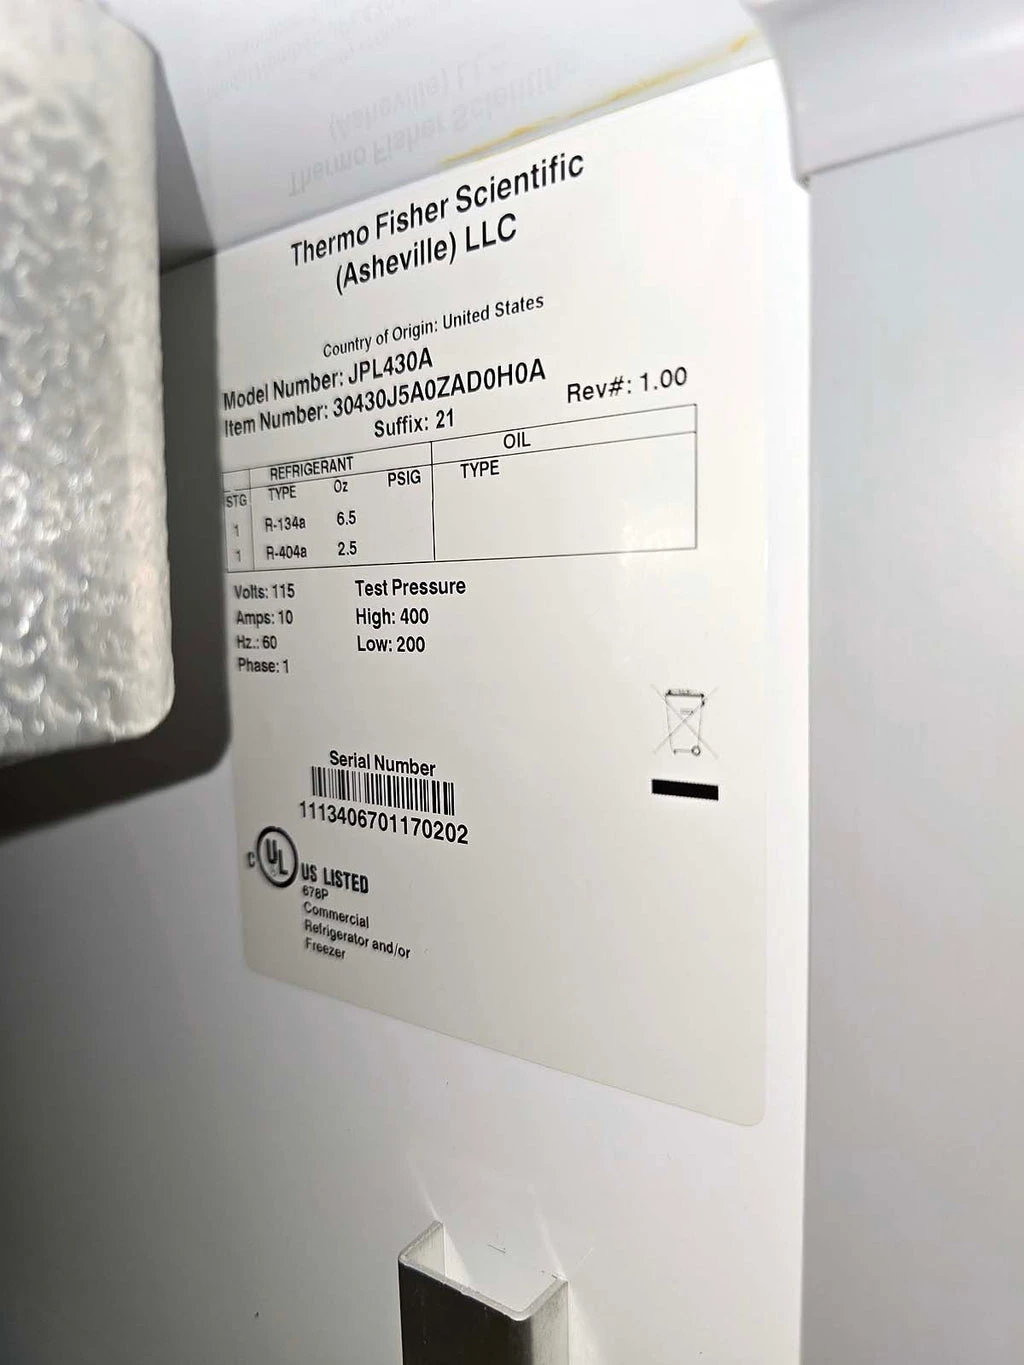 Thermo Fisher Scientific
(Asheville) LLC
Country of Origin: United States
Model Number: JPL430A
Item Number: 30430J5A0ZAD0H0A
Suffix: 21 Rev#: 1.00
REFRIGERANT OIL
STG TYPE Oz PSIG TYPE
1 R-134a 6.5
1 R-404a 2.5
Volts: 115 Test Pressure
Amps: 10 High: 400
Hz.: 60 Low: 200
Phase: 1
Serial Number
1113406701170202
C UL US LISTED
678P
Commercial
Refrigerator and/or
Freezer